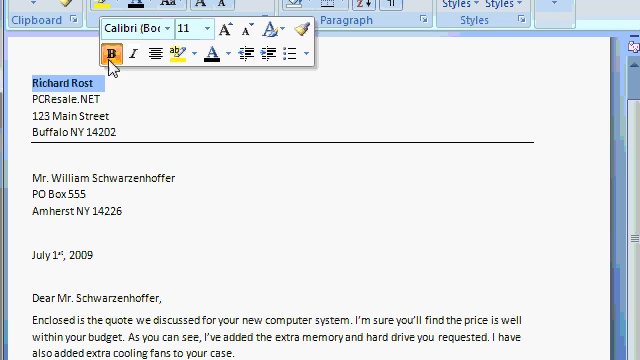 Styles Styles
Clipboard Paragraph Styles
Calibri (Boo 11 A A A
B I ab A
Richard Rost
PCResale.NET
123 Main Street
Buffalo NY 14202
Mr. William Schwarzenhoffer
PO Box 555
Amherst NY 14226
July 1st, 2009
Dear Mr. Schwarzenhoffer,
Enclosed is the quote we discussed for your new computer system. I'm sure you'll find the price is well
within your budget. As you can see, I've added the extra memory and hard drive you requested. I have
also added extra cooling fans to your case.